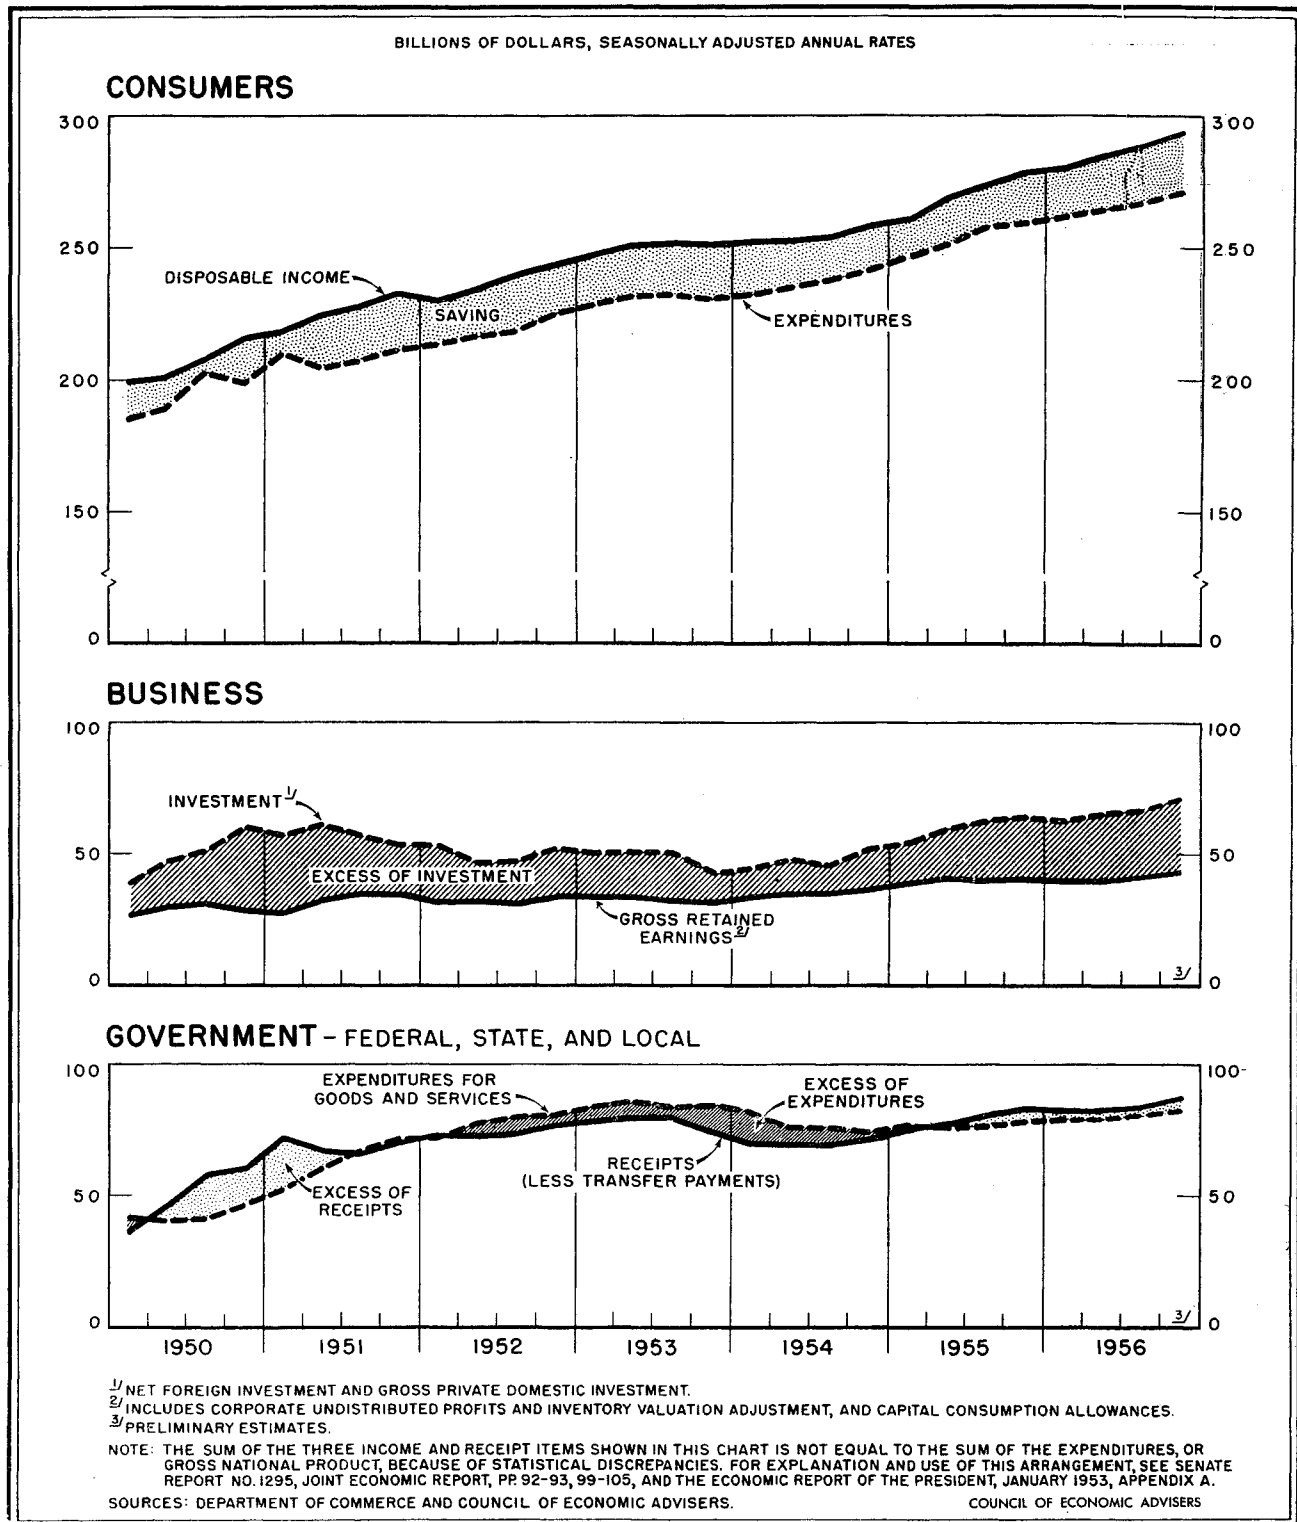 BILLIONS OF DOLLARS, SEASONALLY ADJUSTED ANNUAL RATES
CONSUMERS
300 300
250 250
DISPOSABLE INCOME
SAVING
EXPENDITURES
200 200
150 150
0 0
BUSINESS
100 100
INVESTMENT 1/
50 50
EXCESS OF INVESTMENT
GROSS RETAINED
EARNINGS 2/
3/
0 0
GOVERNMENT – FEDERAL, STATE, AND LOCAL
100 100
EXPENDITURES FOR
GOODS AND SERVICES
EXCESS OF
EXPENDITURES
RECEIPTS
(LESS TRANSFER PAYMENTS)
50 50
EXCESS OF
RECEIPTS
3/
0 0
1950 1951 1952 1953 1954 1955 1956
1/ NET FOREIGN INVESTMENT AND GROSS PRIVATE DOMESTIC INVESTMENT.
2/ INCLUDES CORPORATE UNDISTRIBUTED PROFITS AND INVENTORY VALUATION ADJUSTMENT, AND CAPITAL CONSUMPTION ALLOWANCES.
3/ PRELIMINARY ESTIMATES.
NOTE: THE SUM OF THE THREE INCOME AND RECEIPT ITEMS SHOWN IN THIS CHART IS NOT EQUAL TO THE SUM OF THE EXPENDITURES, OR
GROSS NATIONAL PRODUCT, BECAUSE OF STATISTICAL DISCREPANCIES. FOR EXPLANATION AND USE OF THIS ARRANGEMENT, SEE SENATE
REPORT NO. 1295, JOINT ECONOMIC REPORT, PP. 92-93, 99-105, AND THE ECONOMIC REPORT OF THE PRESIDENT, JANUARY 1953, APPENDIX A.
SOURCES: DEPARTMENT OF COMMERCE AND COUNCIL OF ECONOMIC ADVISERS.
COUNCIL OF ECONOMIC ADVISERS